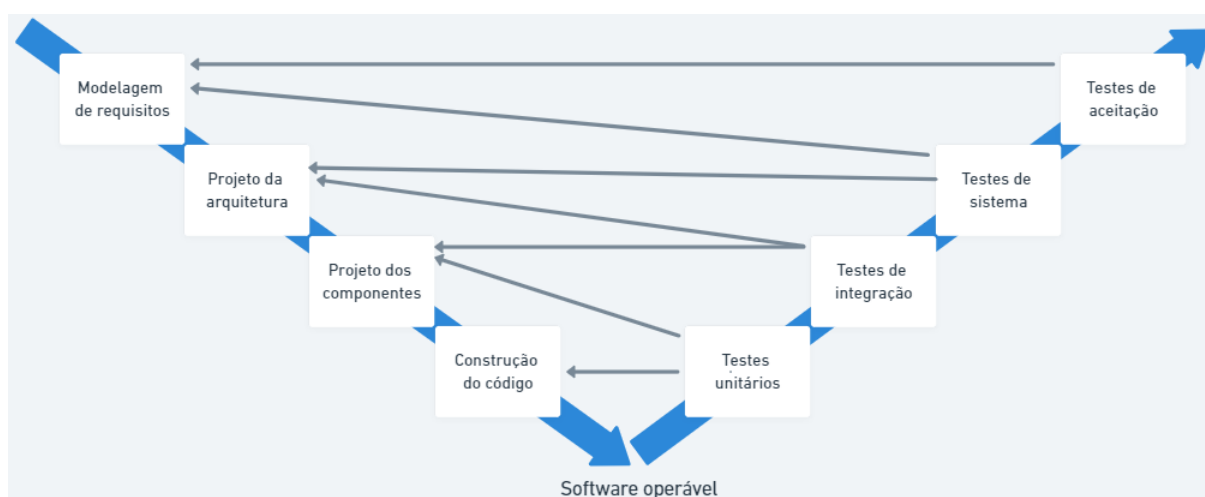 Modelagem
de requisitos
Testes de
aceitação
Projeto da
arquitetura
Testes de
sistema
Projeto dos
componentes
Testes de
integração
Construção
do código
Testes
unitários
Software operável